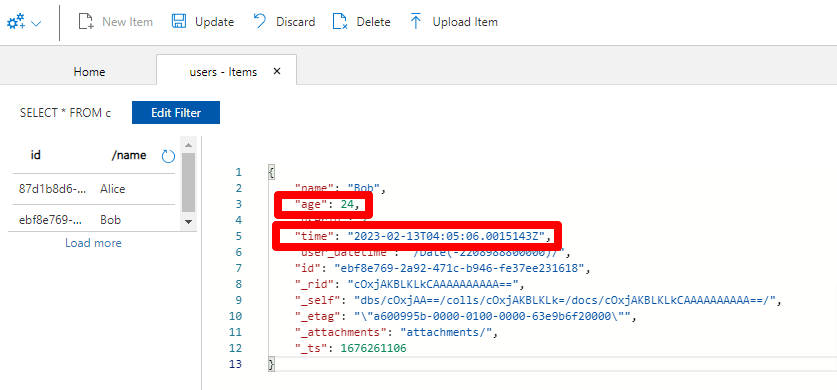 New Item Update Discard Delete Upload Item
Home users - Items
SELECT * FROM c Edit Filter
id /name
87d1b8d6-... Alice
ebf8e769-... Bob
Load more
1 {
2 "name": "Bob",
3 "age": 24,
4
5 "time": "2023-02-13T04:05:06.0015143Z",
6 "user_datetime": "/Date(-2208988800000)/",
7 "id": "ebf8e769-2a92-471c-b946-fe37ee231618",
8 "_rid": "cOxjAKBLKLkCAAAAAAAAAA==",
9 "_self": "dbs/cOxjAA==/colls/cOxjAKBLKLk=/docs/cOxjAKBLKLkCAAAAAAAAAA==/",
10 "_etag": "\"a600995b-0000-0100-0000-63e9b6f20000\"",
11 "_attachments": "attachments/",
12 "_ts": 1676261106
13 }